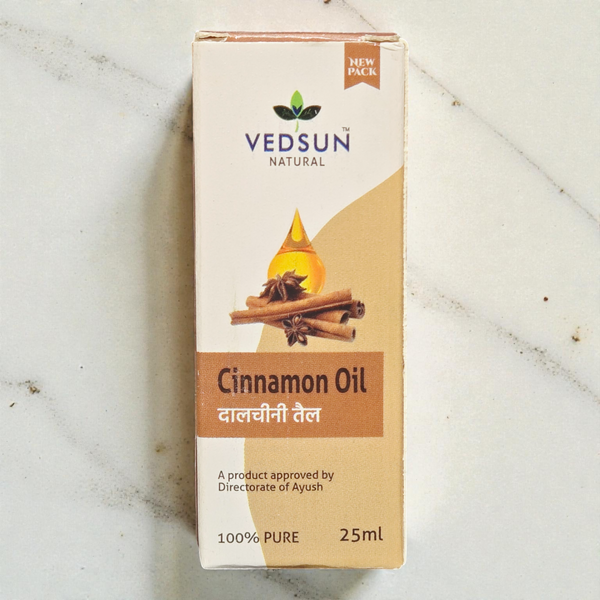 NEW
PACK
VEDSUN™
NATURAL
Cinnamon Oil
दालचीनी तैल
A product approved by
Directorate of Ayush
100% PURE
25ml